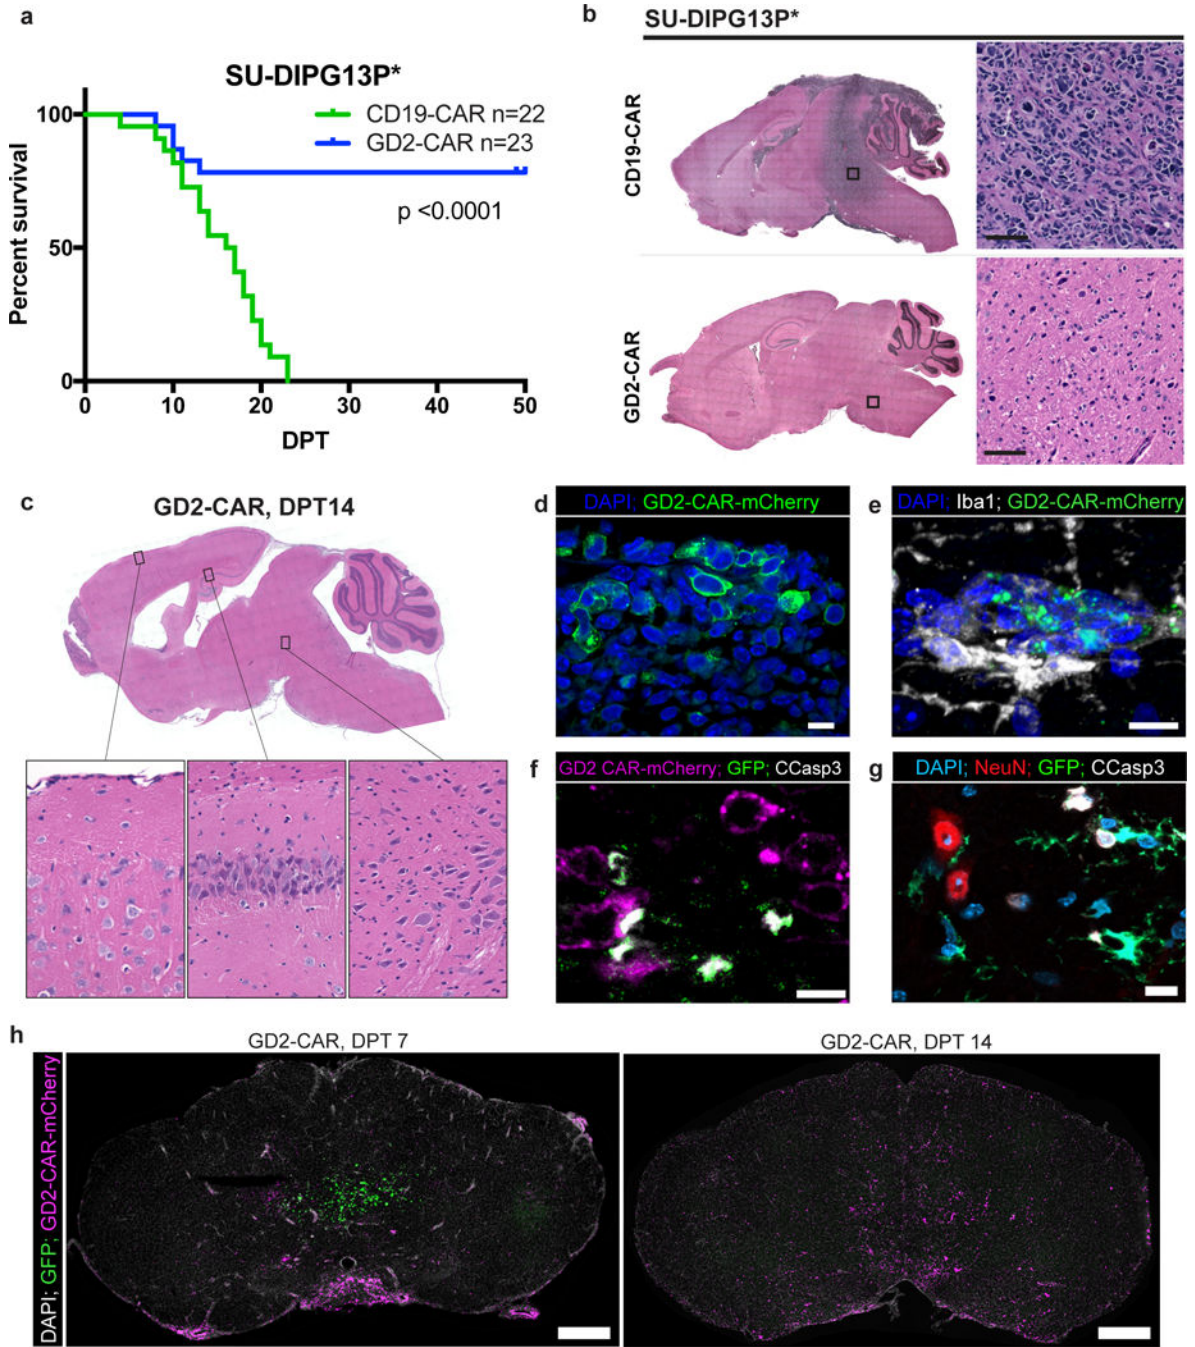 a
SU-DIPG13P*
CD19-CAR n=22
GD2-CAR n=23
p <0.0001
Percent survival
100
50
0
0 10 20 30 40 50
DPT
b
SU-DIPG13P*
CD19-CAR
GD2-CAR
c
GD2-CAR, DPT14
d
DAPI; GD2-CAR-mCherry
e
DAPI; Iba1; GD2-CAR-mCherry
f
GD2 CAR-mCherry; GFP; CCasp3
g
DAPI; NeuN; GFP; CCasp3
h
GD2-CAR, DPT 7
GD2-CAR, DPT 14
DAPI; GFP; GD2-CAR-mCherry